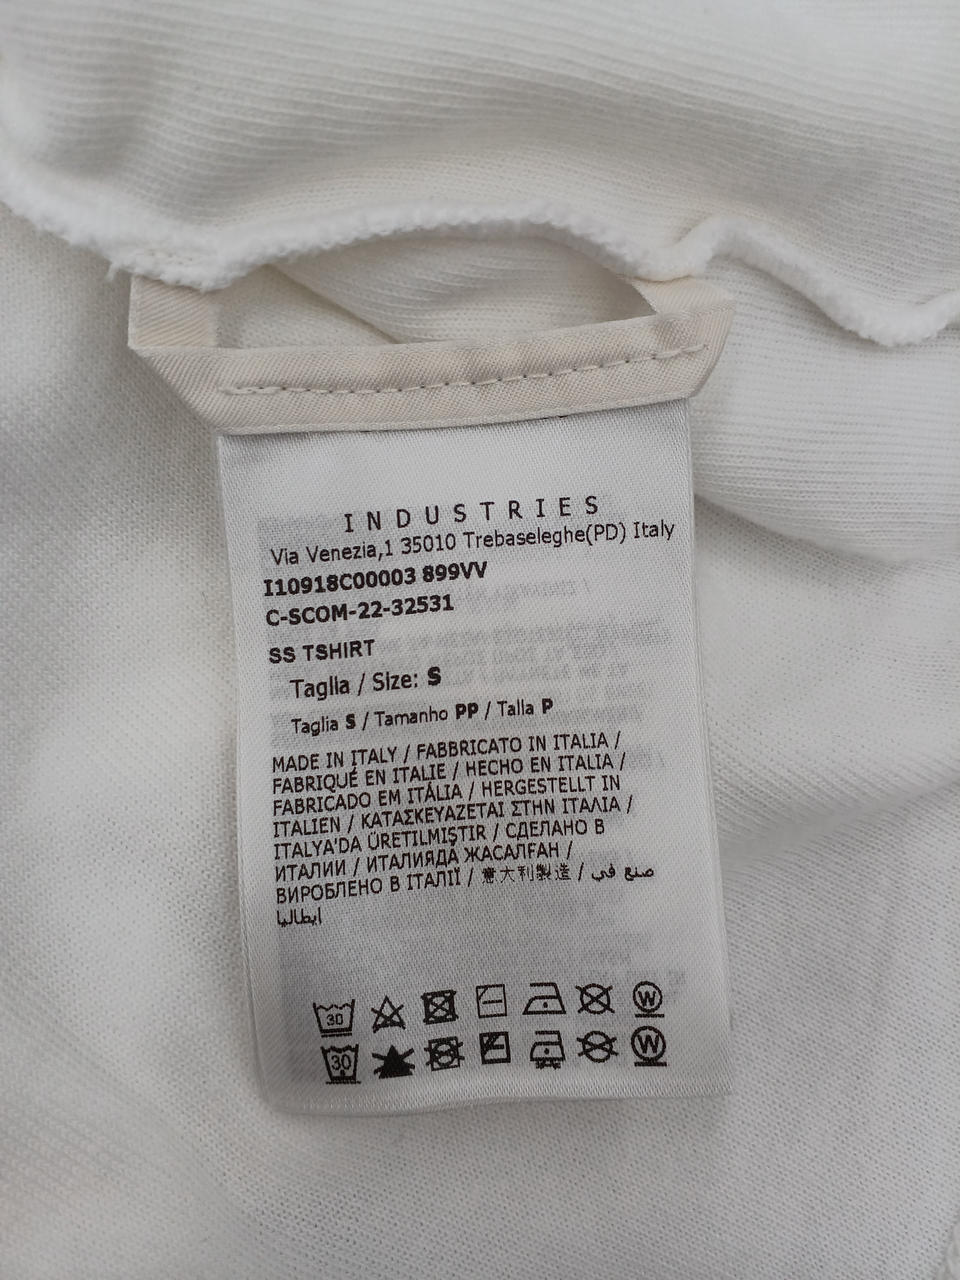 INDUSTRIES
Via Venezia,1 35010 Trebaseleghe(PD) Italy
I10918C00003 899VV
C-SCOM-22-32531
SS TSHIRT
Taglia / Size: S
Taglia S / Tamanho PP / Talla P
MADE IN ITALY / FABBRICATO IN ITALIA /
FABRIQUÉ EN ITALIE / HECHO EN ITALIA /
FABRICADO EM ITÁLIA / HERGESTELLT IN
ITALIEN / ΚΑΤΑΣΚΕΥΑΖΕΤΑΙ ΣΤΗΝ ΙΤΑΛΙΑ /
ITALYA'DA ÜRETILMIŞTIR / СДЕЛАНО В
ИТАЛИИ / ИТАЛИЯДА ЖАСАЛҒАН /
ВИРОБЛЕНО В ІТАЛІЇ / 意大利製造 / صنع في
ايطاليا
30 W
30 W